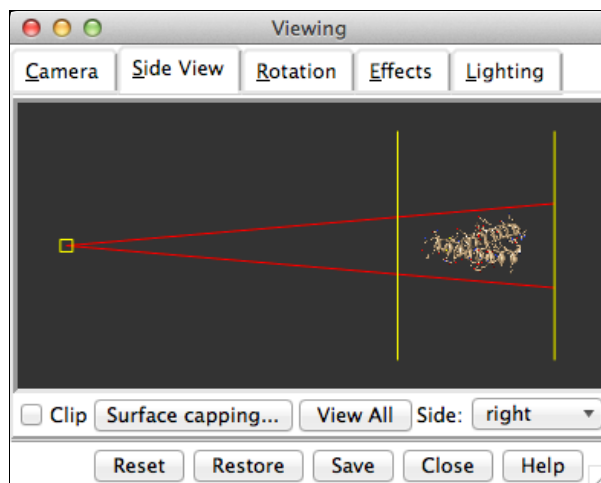 Viewing
Camera Side View Rotation Effects Lighting
Clip Surface capping... View All Side: right
Reset Restore Save Close Help